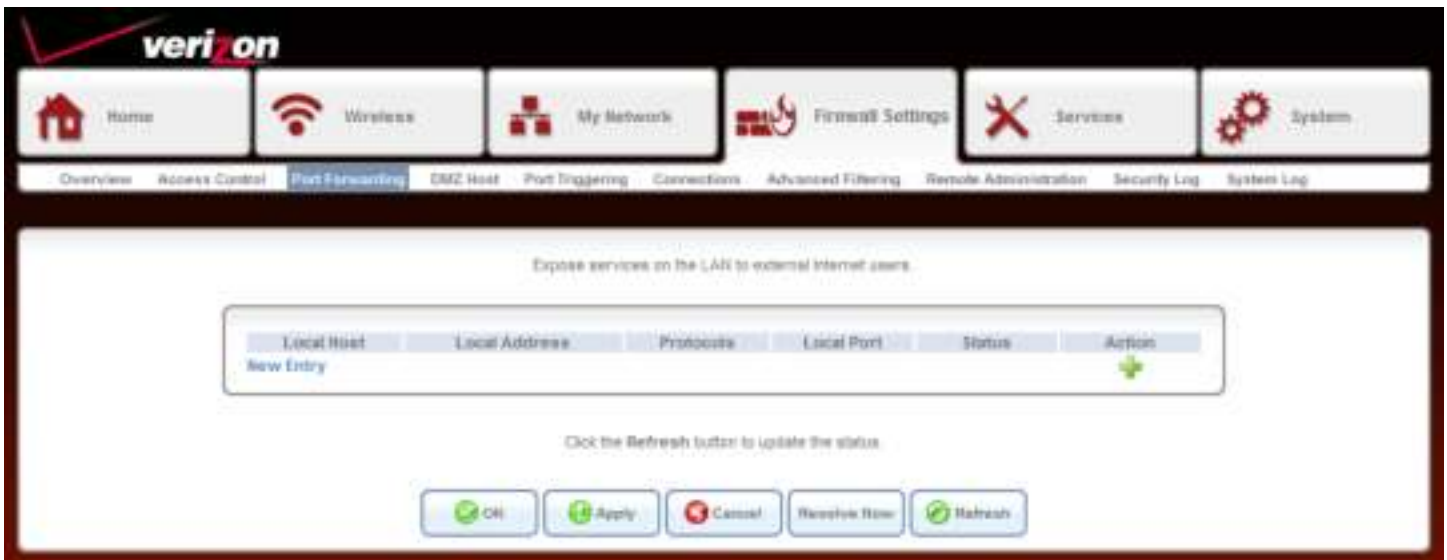 verizon
Home Wireless My Network Firewall Settings Services System
Overview Access Control Port Forwarding DMZ Host Port Triggering Connections Advanced Filtering Remote Administration Security Log System Log
Expose services on the LAN to external Internet users.
Local Host Local Address Protocols Local Port Status Action
New Entry
Click the Refresh button to update the status.
OK Apply Cancel Resolve Now Refresh